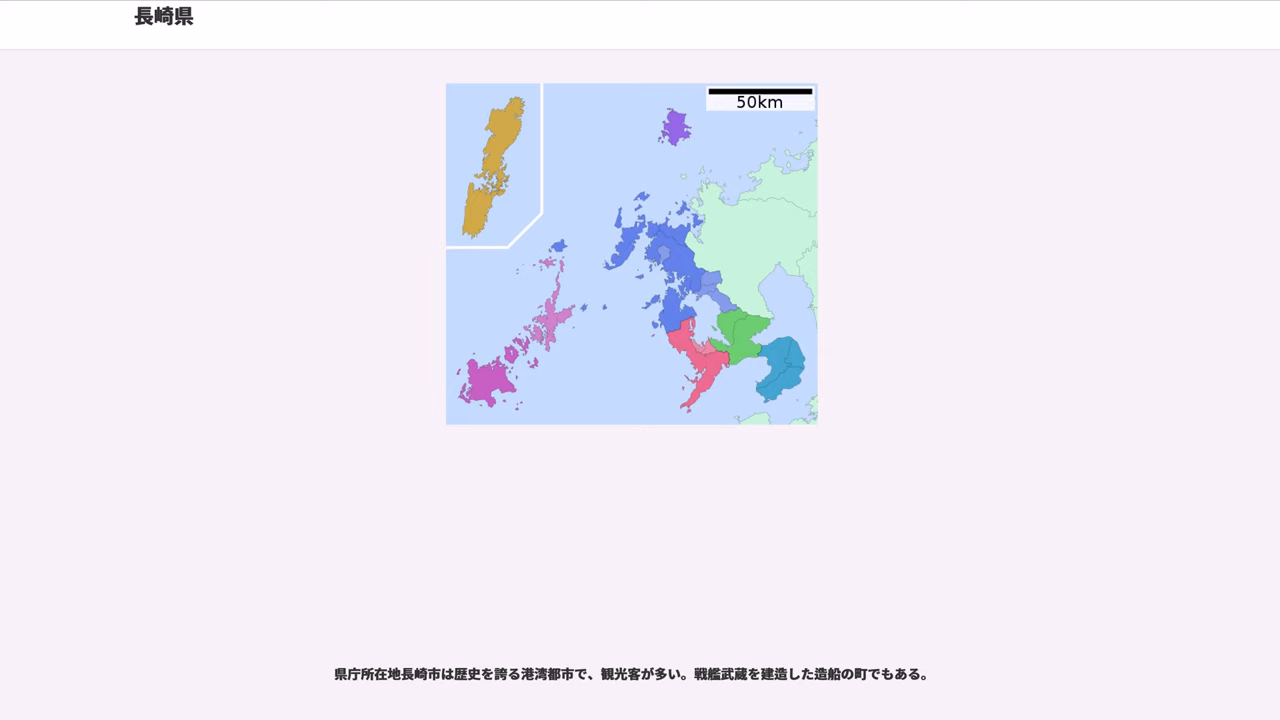 長崎県
50km
県庁所在地長崎市は歴史を誇る港湾都市で、観光客が多い。戦艦武蔵を建造した造船の町でもある。